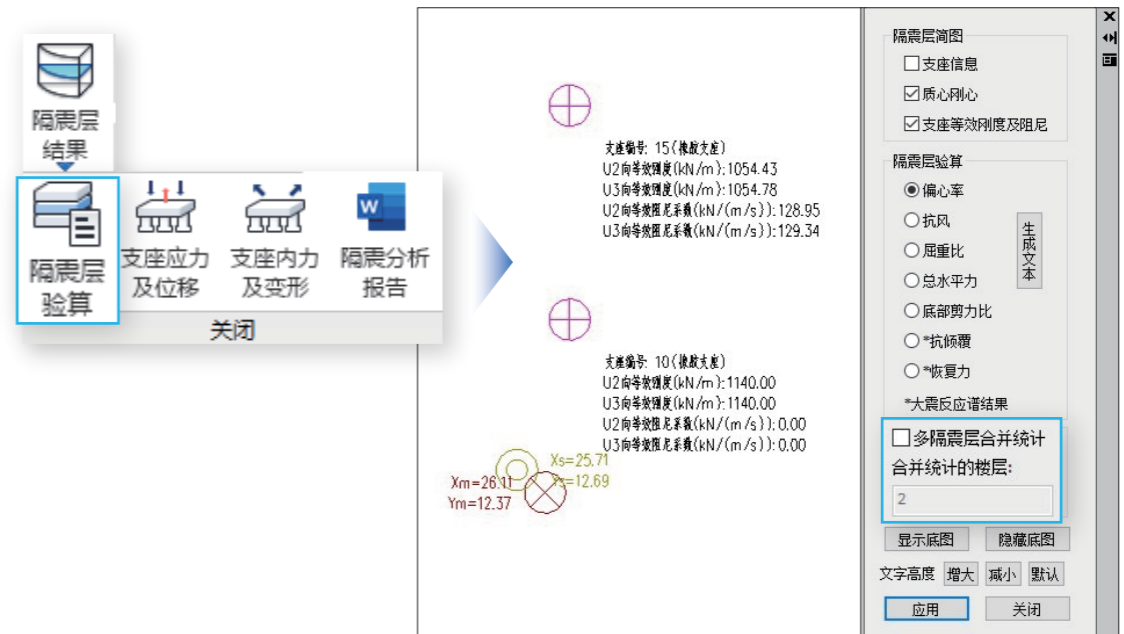 隔震层
结果
隔震层
验算
支座应力
及位移
支座内力
及变形
W
隔震分析
报告
关闭
支座编号: 15(橡胶支座)
U2向等效刚度(kN/m):1054.43
U3向等效刚度(kN/m):1054.78
U2向等效阻尼系数(kN/(m/s)):128.95
U3向等效阻尼系数(kN/(m/s)):129.34
支座编号: 10(橡胶支座)
U2向等效刚度(kN/m):1140.00
U3向等效刚度(kN/m):1140.00
U2向等效阻尼系数(kN/(m/s)):0.00
U3向等效阻尼系数(kN/(m/s)):0.00
Xs=25.71
Ys=12.69
Xm=26.11
Ym=12.37
隔震层简图
支座信息
质心刚心
支座等效刚度及阻尼
隔震层验算
偏心率
抗风
屈重比
总水平力
底部剪力比
*抗倾覆
*恢复力
*大震反应谱结果
生成文本
多隔震层合并统计
合并统计的楼层:
2
显示底图 隐藏底图
文字高度 增大 减小 默认
应用 关闭